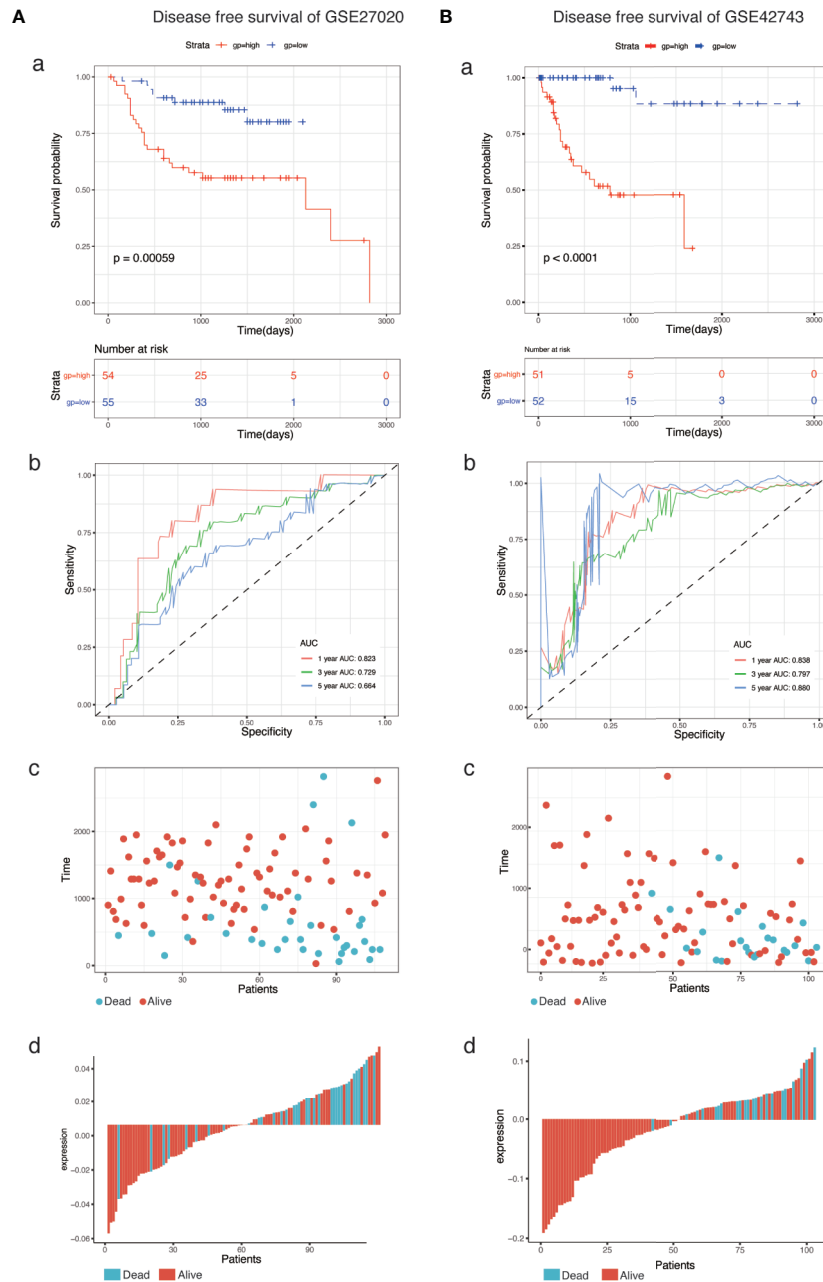 A Disease free survival of GSE27020
Strata gp=high gp=low
a
1.00
0.75
0.50
0.25
0.00
Survival probability
p = 0.00059
0 1000 2000 3000
Time(days)
Number at risk
Strata
gp=high 54 25 5 0
gp=low 55 33 1 0
0 1000 2000 3000
Time(days)
b
1.00
0.75
0.50
0.25
0.00
Sensitivity
AUC
1 year AUC: 0.823
3 year AUC: 0.729
5 year AUC: 0.664
0.00 0.25 0.50 0.75 1.00
Specificity
c
2000
1000
0
Time
0 30 60 90
Patients
Dead Alive
d
0.04
0.02
0.00
−0.02
−0.04
−0.06
expression
0 30 60 90
Patients
Dead Alive
B Disease free survival of GSE42743
Strata gp=high gp=low
a
1.00
0.75
0.50
0.25
0.00
Survival probability
p < 0.0001
0 1000 2000 3000
Time(days)
Number at risk
Strata
gp=high 51 5 0 0
gp=low 52 15 3 0
0 1000 2000 3000
Time(days)
b
1.00
0.75
0.50
0.25
0.00
Sensitivity
AUC
1 year AUC: 0.838
3 year AUC: 0.797
5 year AUC: 0.880
0.00 0.25 0.50 0.75 1.00
Specificity
c
2000
1000
0
Time
0 25 50 75 100
Patients
Dead Alive
d
0.1
0.0
−0.1
−0.2
expression
0 25 50 75 100
Patients
Dead Alive